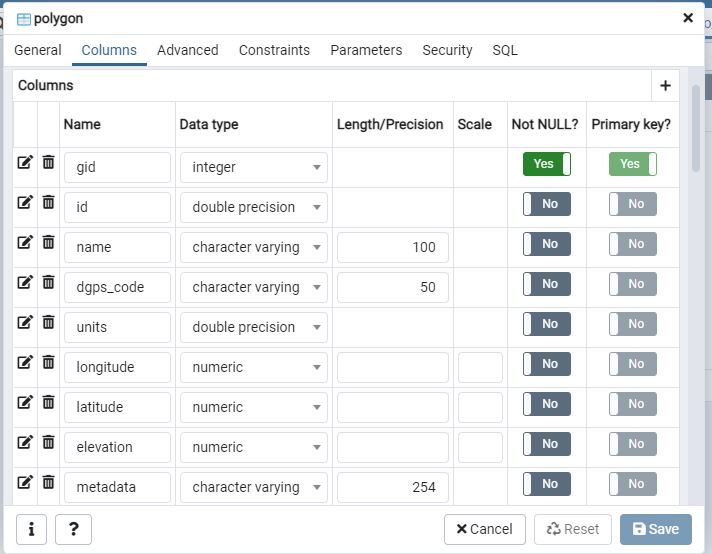 polygon
General Columns Advanced Constraints Parameters Security SQL
Columns
Name Data type Length/Precision Scale Not NULL? Primary key?
gid integer Yes Yes
id double precision No No
name character varying 100 No No
dgps_code character varying 50 No No
units double precision No No
longitude numeric No No
latitude numeric No No
elevation numeric No No
metadata character varying 254 No No
Cancel Reset Save